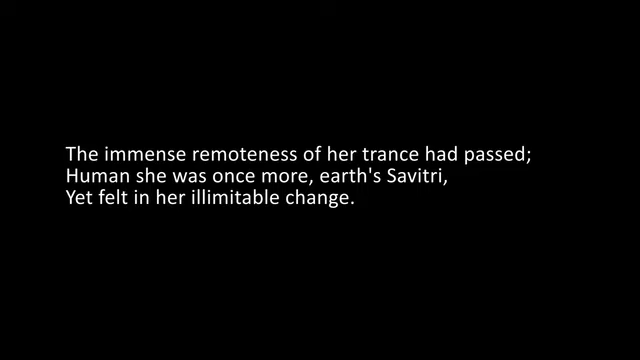 The immense remoteness of her trance had passed;
Human she was once more, earth's Savitri,
Yet felt in her illimitable change.